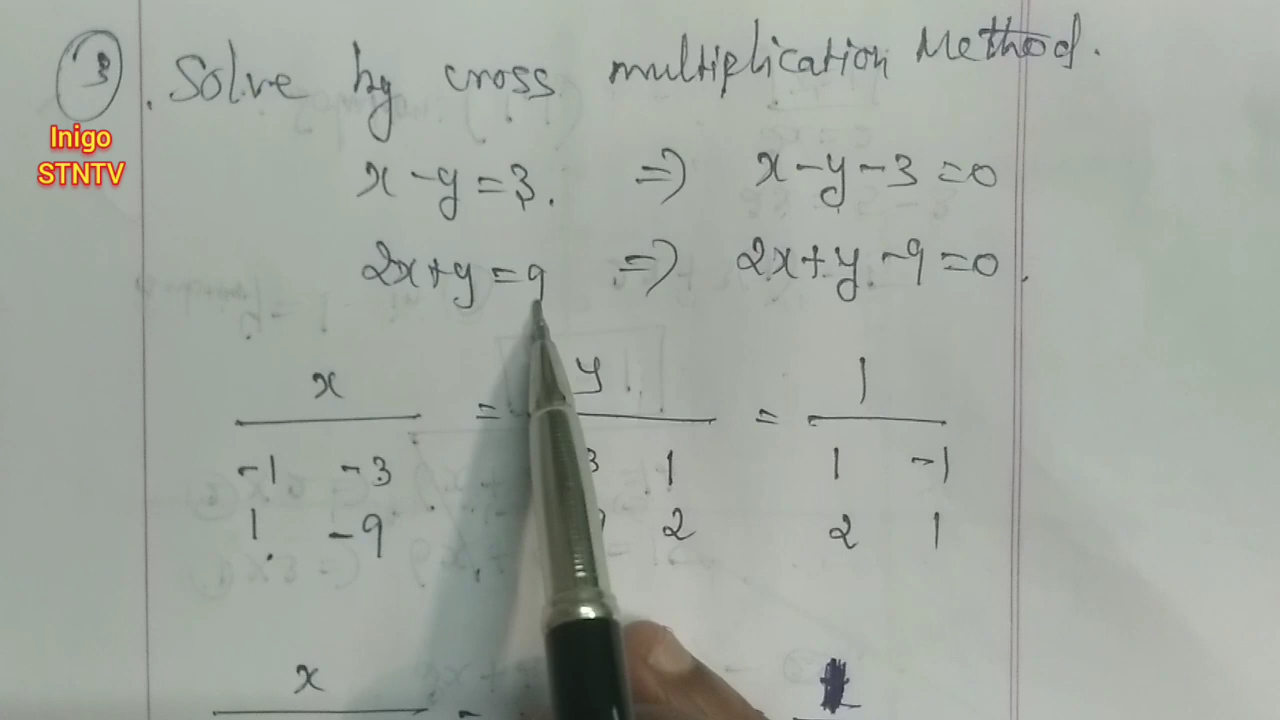 3. Solve by cross multiplication Method.
Inigo
STNTV
x - y = 3. ⇒ x - y - 3 = 0
2x + y = 9 ⇒ 2x + y - 9 = 0.
x = y = 1
-1 -3 3 1 1 -1
1. -9 2 2 1
x =